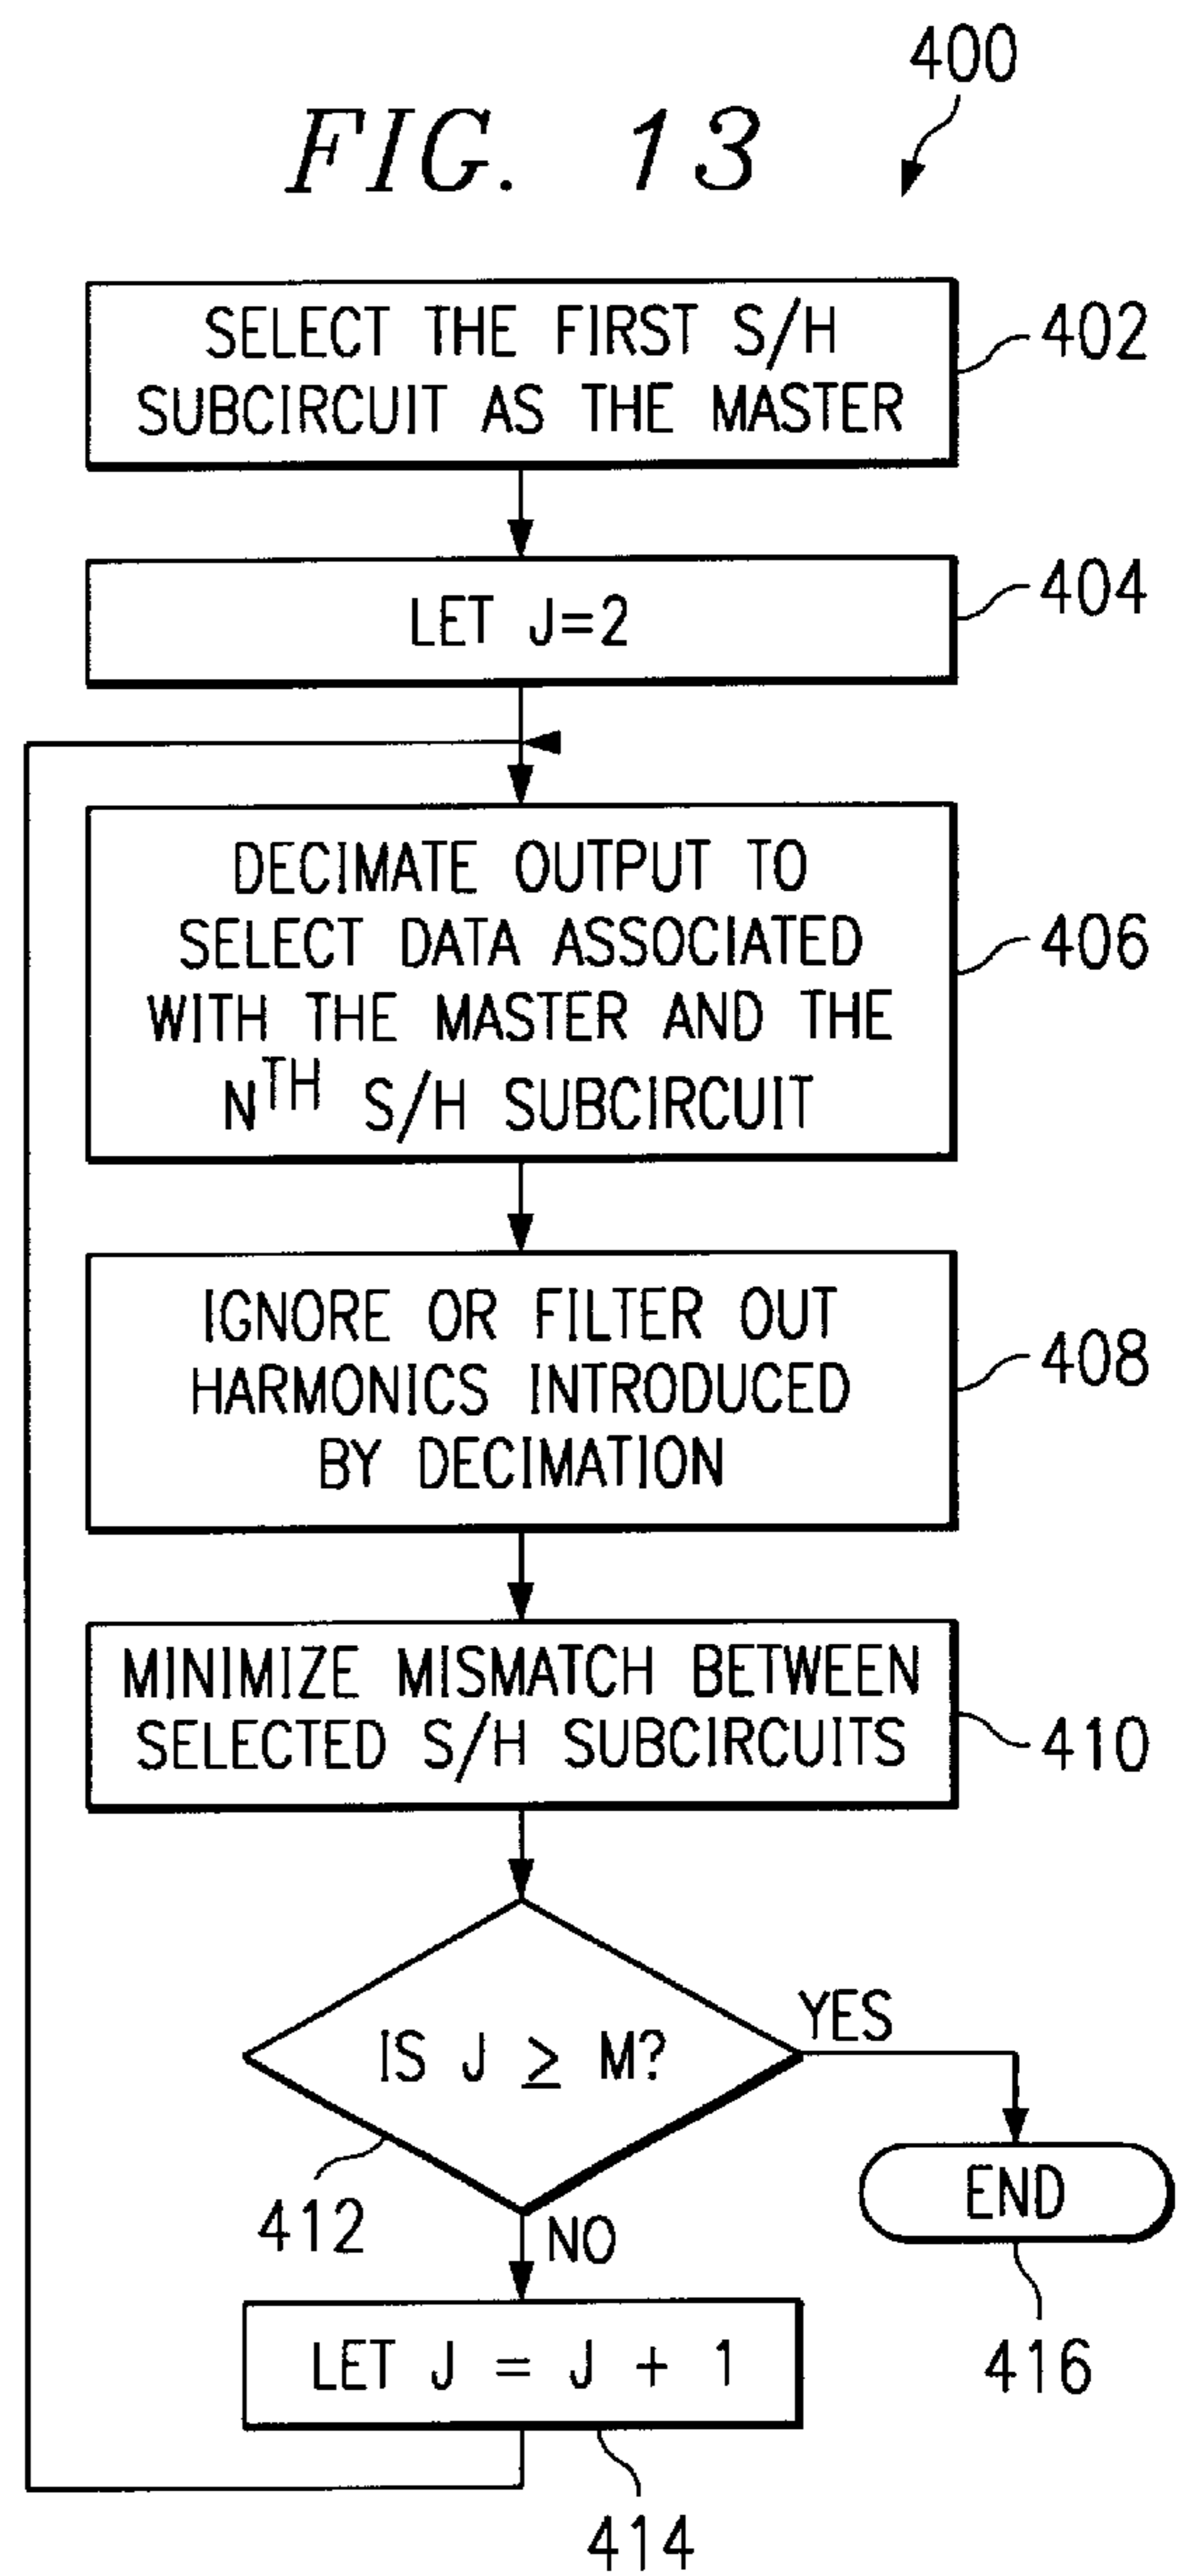 400
FIG. 13
SELECT THE FIRST S/H
SUBCIRCUIT AS THE MASTER
402
LET J=2
404
DECIMATE OUTPUT TO
SELECT DATA ASSOCIATED
WITH THE MASTER AND THE
NTH S/H SUBCIRCUIT
406
IGNORE OR FILTER OUT
HARMONICS INTRODUCED
BY DECIMATION
408
MINIMIZE MISMATCH BETWEEN
SELECTED S/H SUBCIRCUITS
410
IS J ≥ M?
YES
412
NO
END
416
LET J = J + 1
414